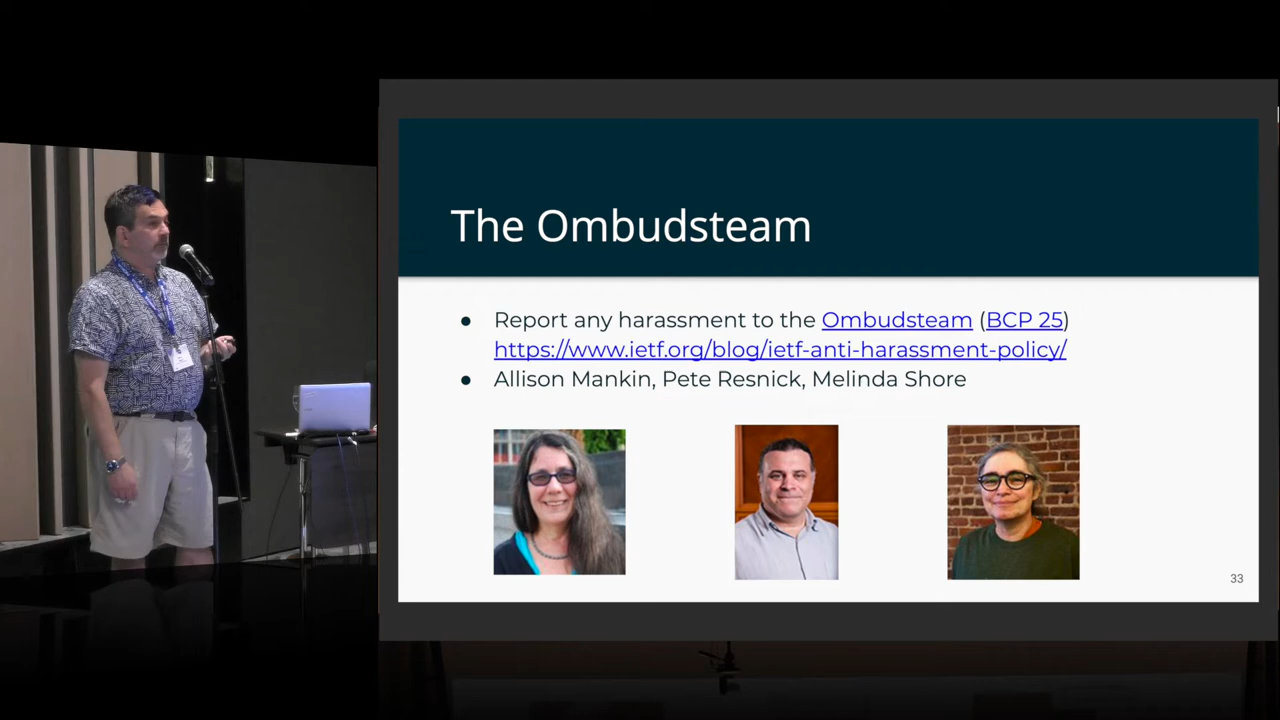 The Ombudsteam
● Report any harassment to the Ombudsteam (BCP 25)
https://www.ietf.org/blog/ietf-anti-harassment-policy/
● Allison Mankin, Pete Resnick, Melinda Shore
33